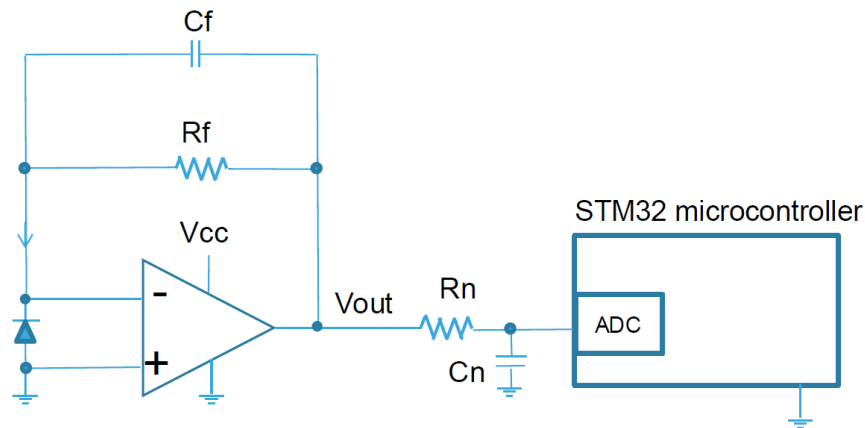 Cf
Rf
STM32 microcontroller
Vcc
-
Vout
Rn
ADC
+
Cn